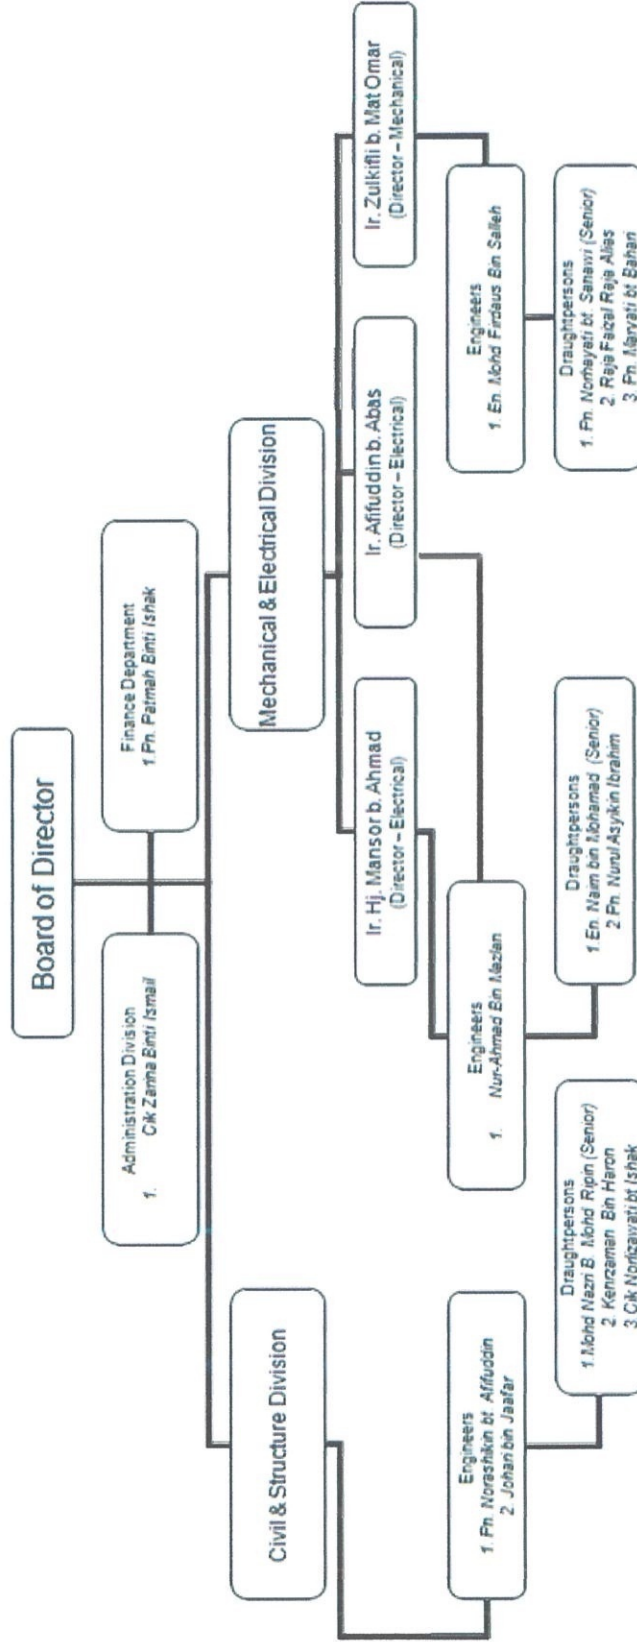 Board of Director
Administration Division
1. Cik Zarina Binti Ismail
Finance Department
1.Pn. Patmah Binti Ishak
Civil & Structure Division
Mechanical & Electrical Division
Ir. Hj. Mansor b. Ahmad
(Director – Electrical)
Ir. Afifuddin b. Abas
(Director – Electrical)
Ir. Zulkifli b. Mat Omar
(Director – Mechanical)
Engineers
1. Pn. Norashikin bt. Afifuddin
2. Johari bin Jaafar
Engineers
1. Nur-Ahmad Bin Mazlan
Engineers
1. En. Mohd Firdaus Bin Salleh
Draughtpersons
1.Mohd Nazri B. Mohd Ripin (Senior)
2. Kenrzaman Bin Haron
3.Cik Norizawati bt Ishak
Draughtpersons
1.En. Naim bin Mohamad (Senior)
2 Pn. Nurul Asyikin Ibrahim
Draughtpersons
1. Pn. Norhayati bt. Sanawi (Senior)
2. Raja Faizal Raja Alias
3. Pn. Maryati bt Bahari